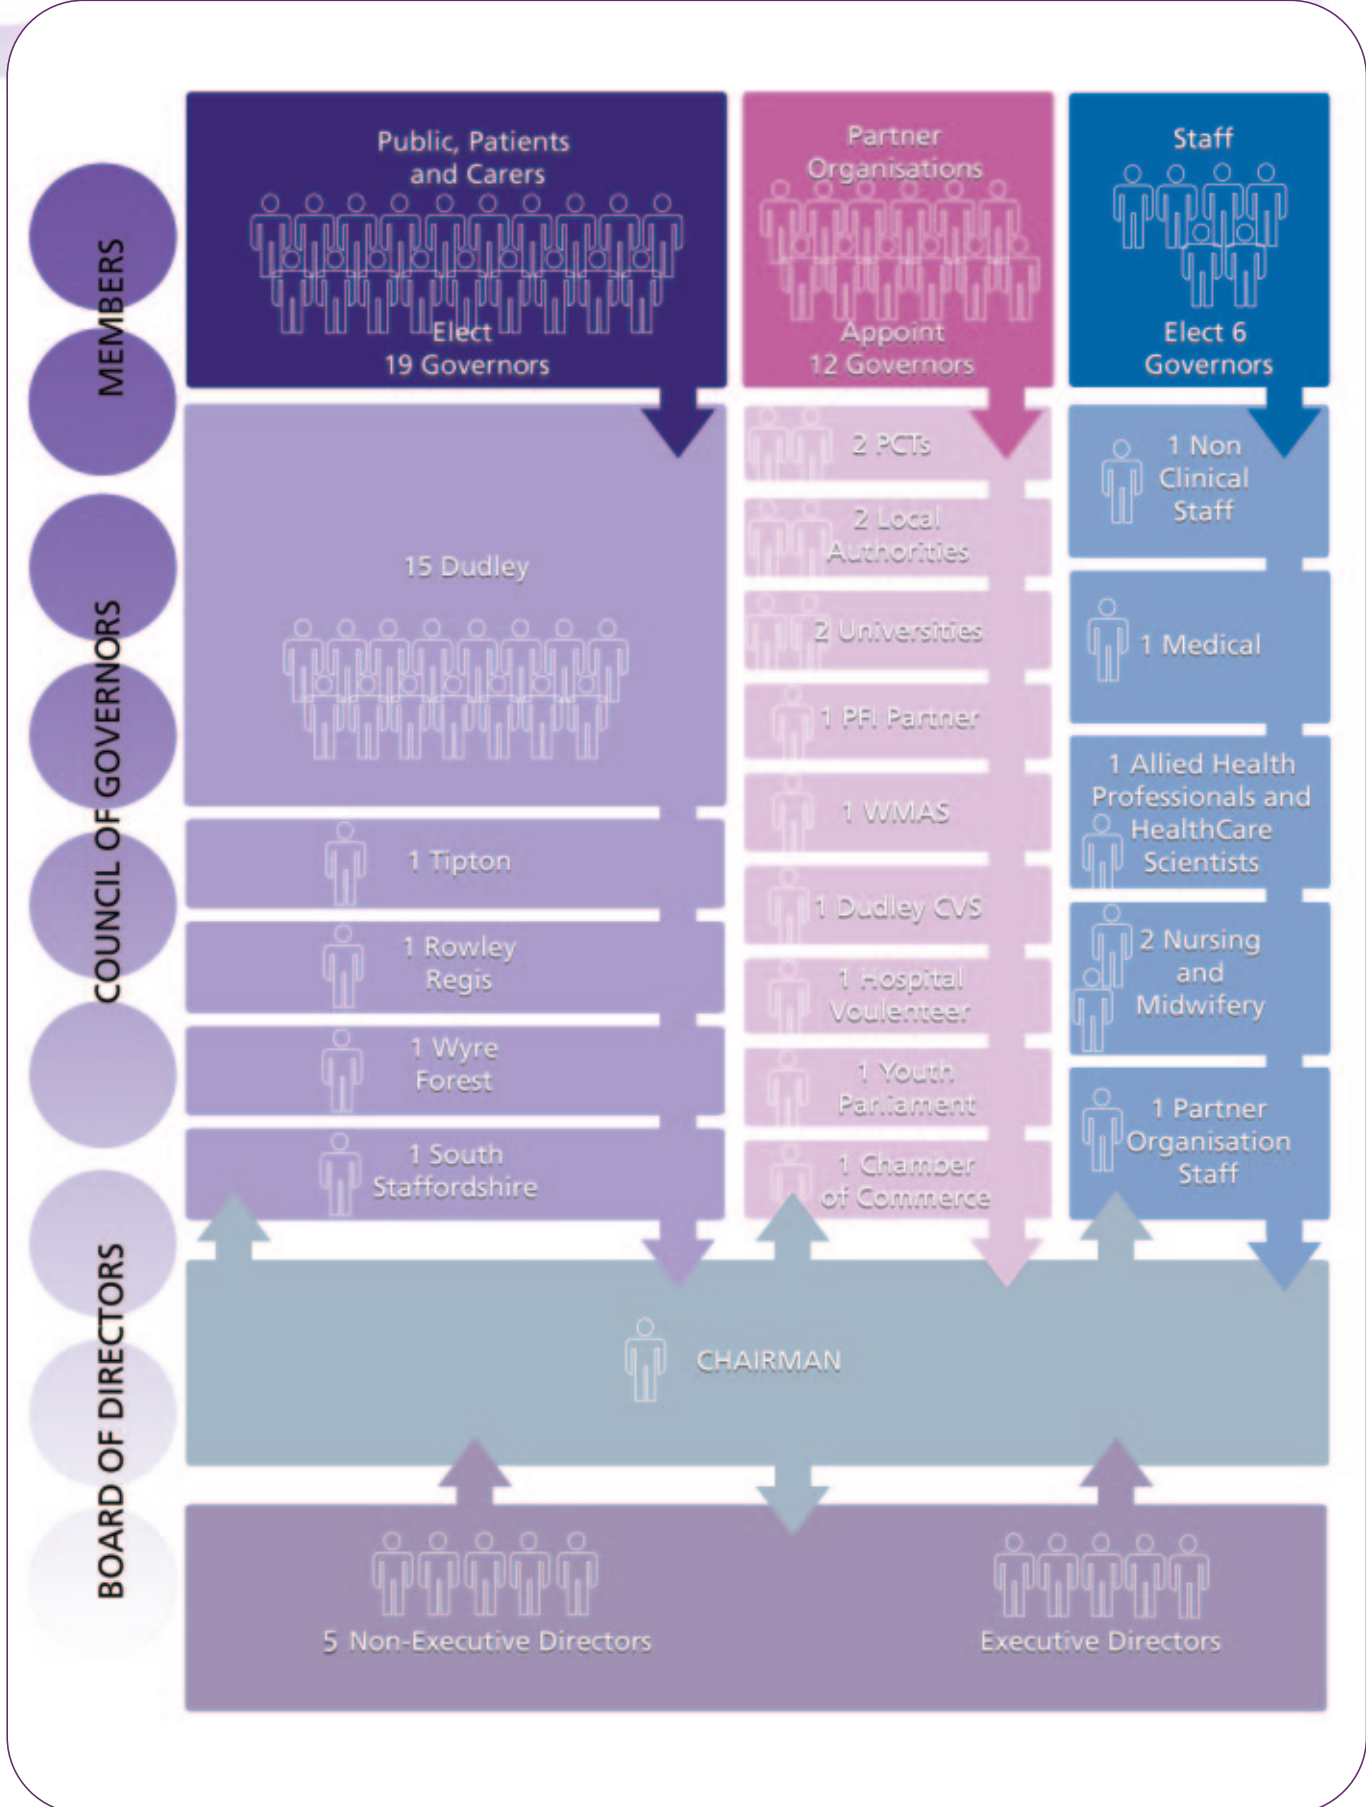 MEMBERS
COUNCIL OF GOVERNORS
BOARD OF DIRECTORS
Public, Patients
and Carers
Elect
19 Governors
Partner
Organisations
Appoint
12 Governors
Staff
Elect 6
Governors
15 Dudley
1 Tipton
1 Rowley
Regis
1 Wyre
Forest
1 South
Staffordshire
2 PCTs
2 Local
Authorities
2 Universities
1 PFI Partner
1 WMAS
1 Dudley CVS
1 Hospital
Voulenteer
1 Youth
Parliament
1 Chamber
of Commerce
1 Non
Clinical
Staff
1 Medical
1 Allied Health
Professionals and
HealthCare
Scientists
2 Nursing
and
Midwifery
1 Partner
Organisation
Staff
CHAIRMAN
5 Non-Executive Directors
Executive Directors